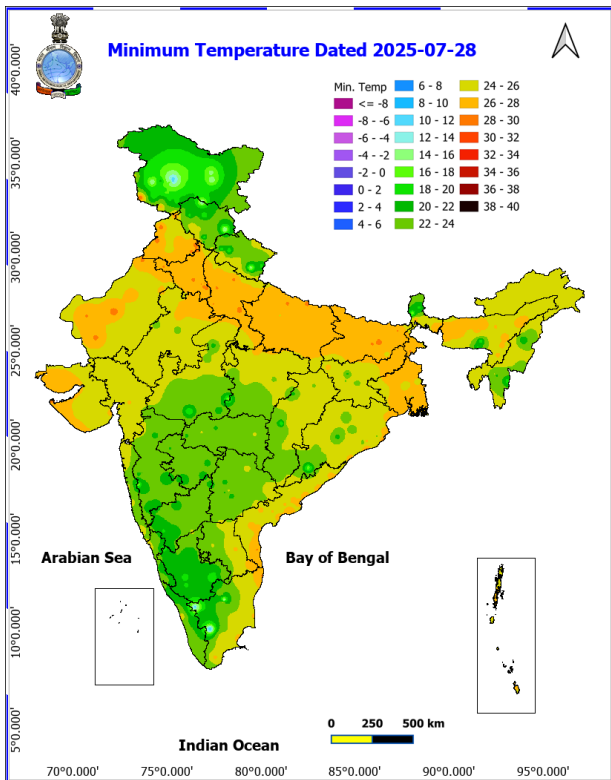 Minimum Temperature Dated 2025-07-28
Min. Temp
<= -8
-8 - -6
-6 - -4
-4 - -2
-2 - 0
0 - 2
2 - 4
4 - 6
6 - 8
8 - 10
10 - 12
12 - 14
14 - 16
16 - 18
18 - 20
20 - 22
22 - 24
24 - 26
26 - 28
28 - 30
30 - 32
32 - 34
34 - 36
36 - 38
38 - 40
40°0.000'
35°0.000'
30°0.000'
25°0.000'
20°0.000'
15°0.000'
10°0.000'
5°0.000'
Arabian Sea
Bay of Bengal
0 250 500 km
Indian Ocean
70°0.000' 75°0.000' 80°0.000' 85°0.000' 90°0.000' 95°0.000'